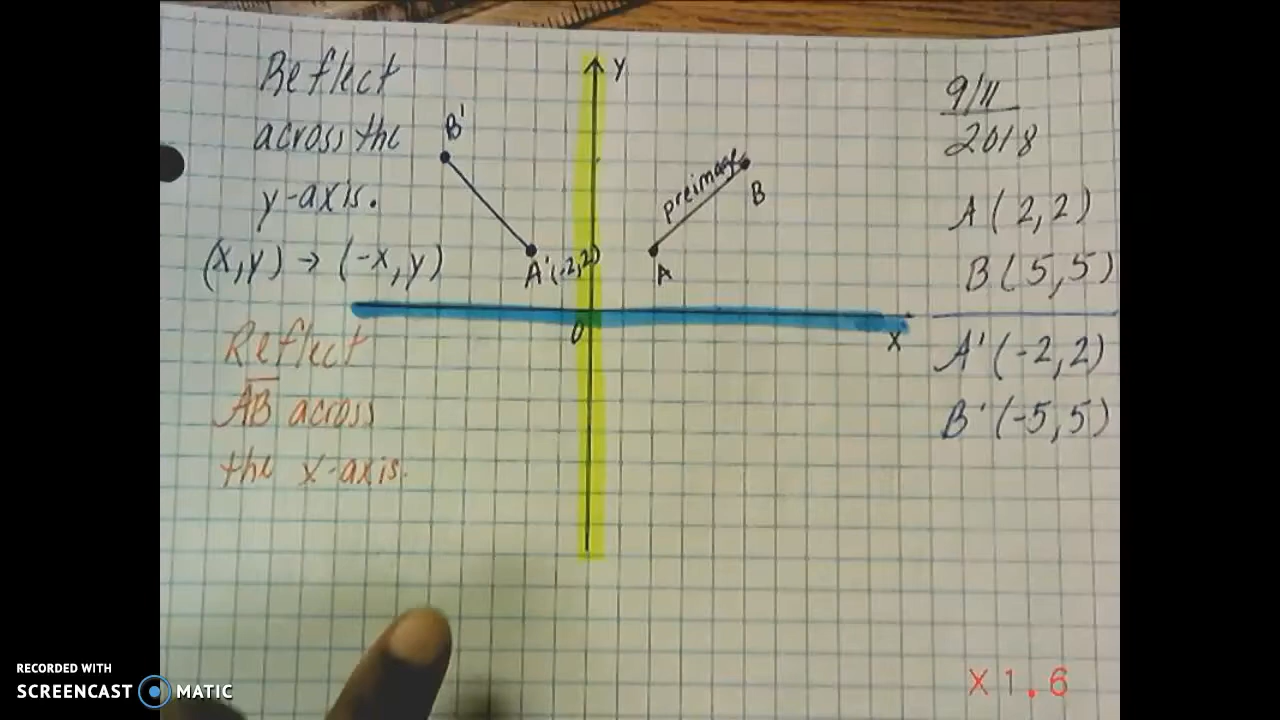 Reflect
across the
y-axis.
(x,y) → (-x,y)
Reflect
AB across
the x-axis.
B'
A'(-2,2)
preimage
B
A
y
x
0
9/11
2018
A(2,2)
B(5,5)
A'(-2,2)
B'(-5,5)
RECORDED WITH
SCREENCAST MATIC
X1.6